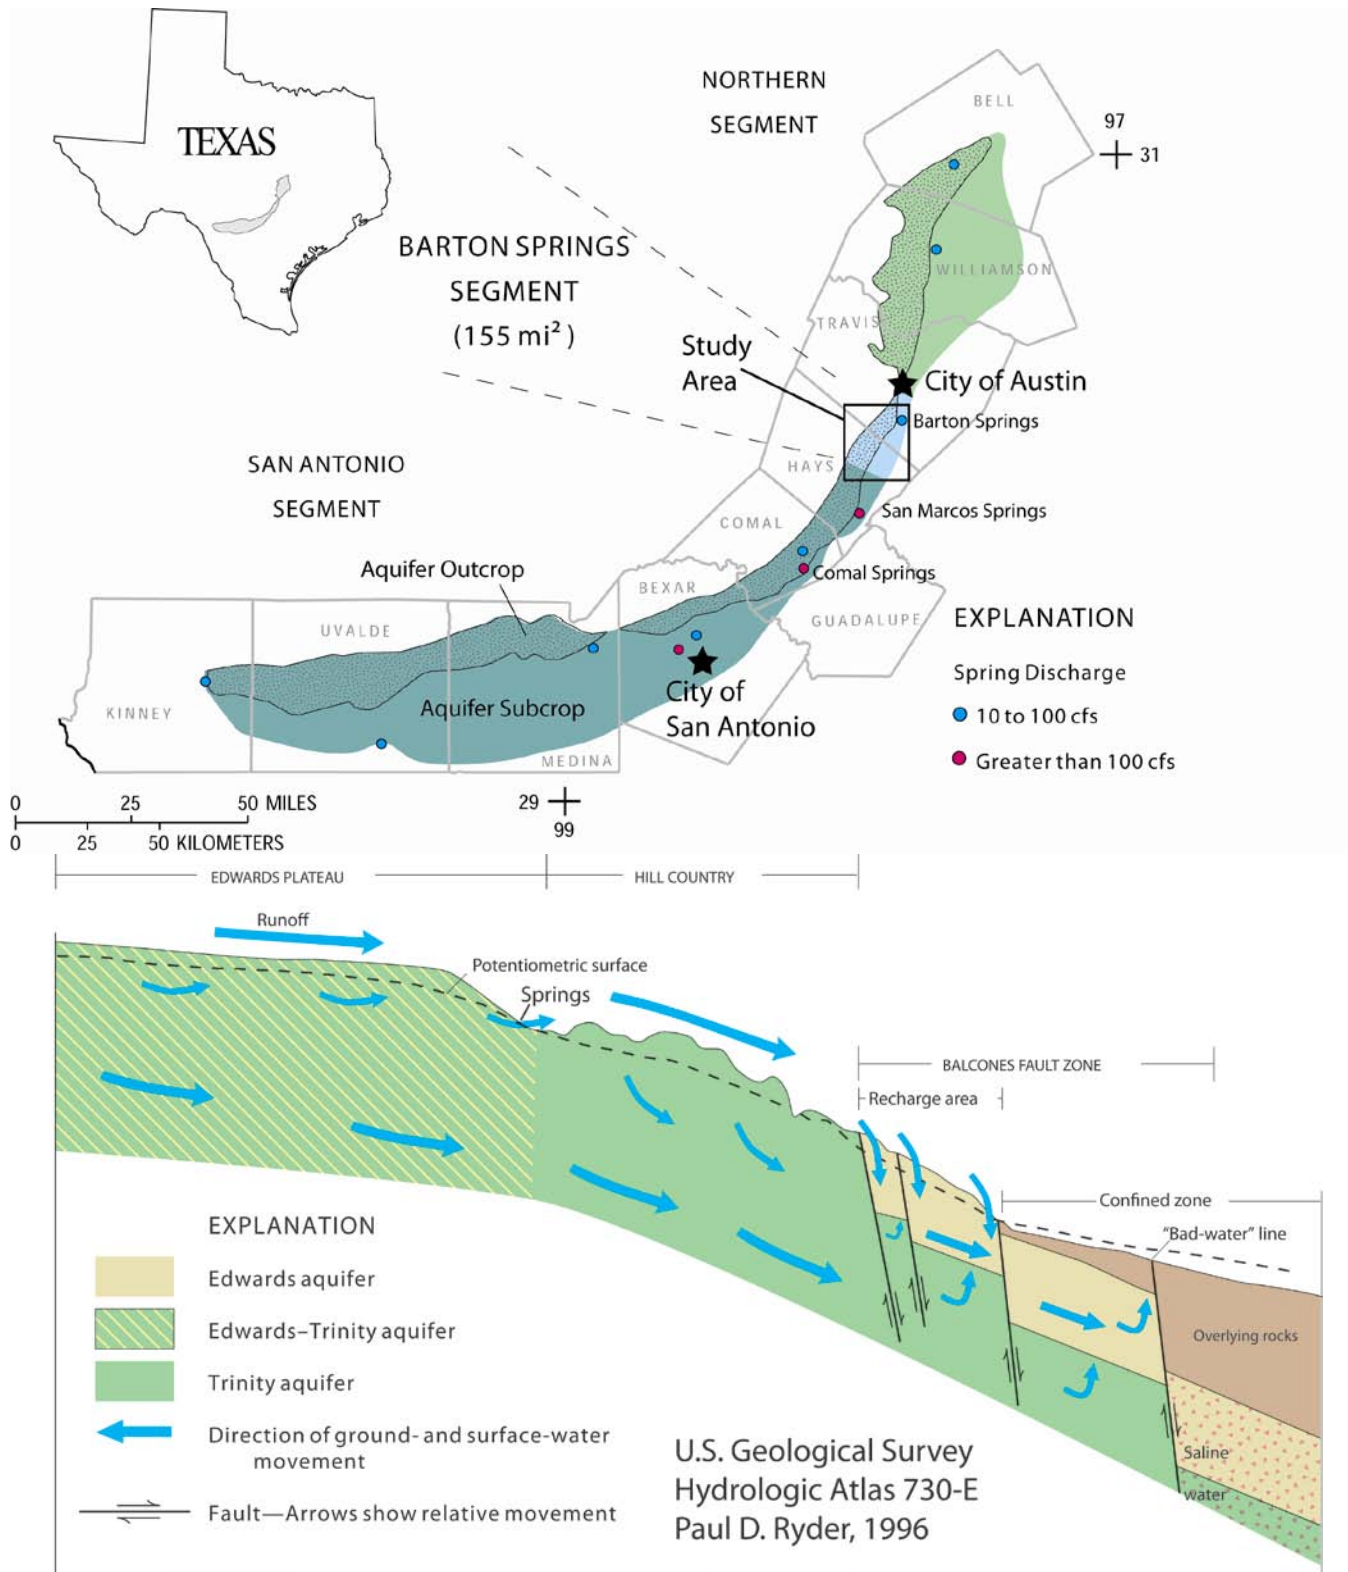 NORTHERN
SEGMENT
BELL
97
31
TEXAS
BARTON SPRINGS
SEGMENT
(155 mi²)
WILLIAMSON
TRAVIS
Study
Area
City of Austin
Barton Springs
SAN ANTONIO
SEGMENT
HAYS
San Marcos Springs
COMAL
Aquifer Outcrop
Comal Springs
BEXAR
GUADALUPE
UVALDE
EXPLANATION
Spring Discharge
10 to 100 cfs
Greater than 100 cfs
KINNEY
Aquifer Subcrop
City of
San Antonio
MEDINA
0 25 50 MILES
0 25 50 KILOMETERS
29
99
EDWARDS PLATEAU
HILL COUNTRY
Runoff
Potentiometric surface
Springs
BALCONES FAULT ZONE
Recharge area
Confined zone
"Bad-water" line
Overlying rocks
Saline
water
EXPLANATION
Edwards aquifer
Edwards–Trinity aquifer
Trinity aquifer
Direction of ground- and surface-water
movement
Fault—Arrows show relative movement
U.S. Geological Survey
Hydrologic Atlas 730-E
Paul D. Ryder, 1996